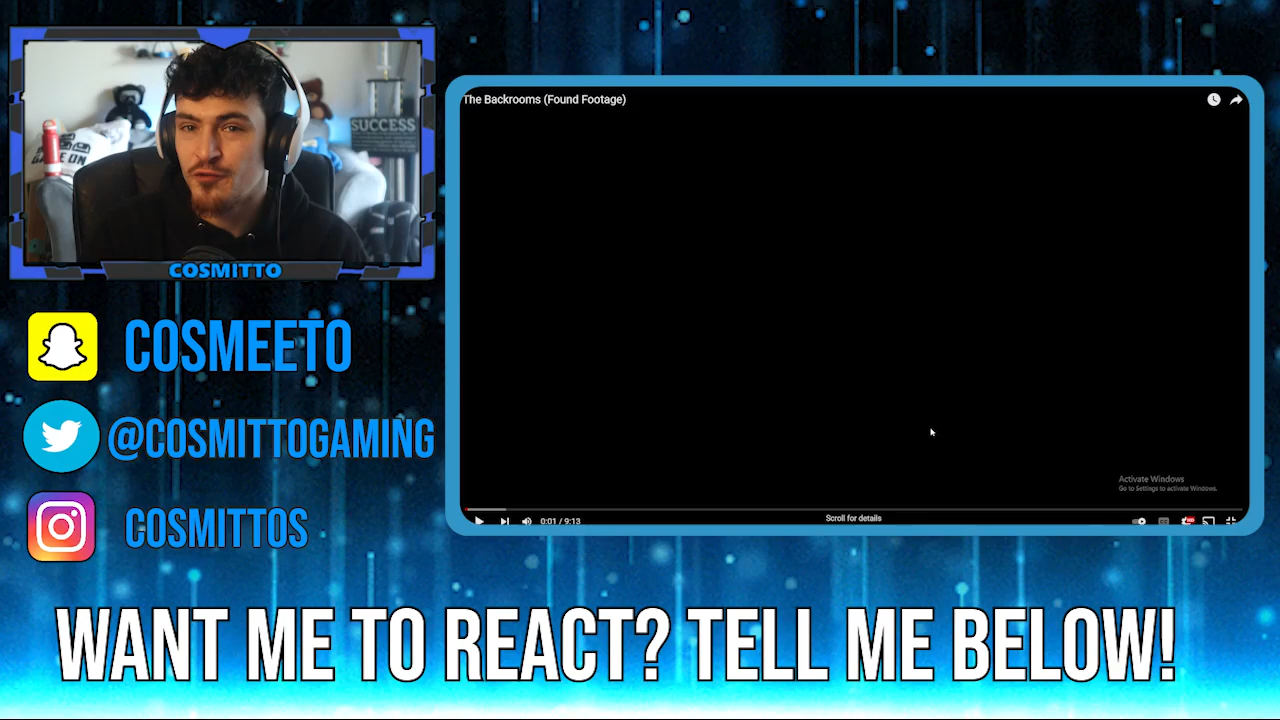 The Backrooms (Found Footage)
SUCCESS
COSMITTO
COSMEETO
@COSMITTOGAMING
COSMITTOS
Activate Windows
Go to Settings to activate Windows.
0:01 / 9:13
Scroll for details
WANT ME TO REACT? TELL ME BELOW!